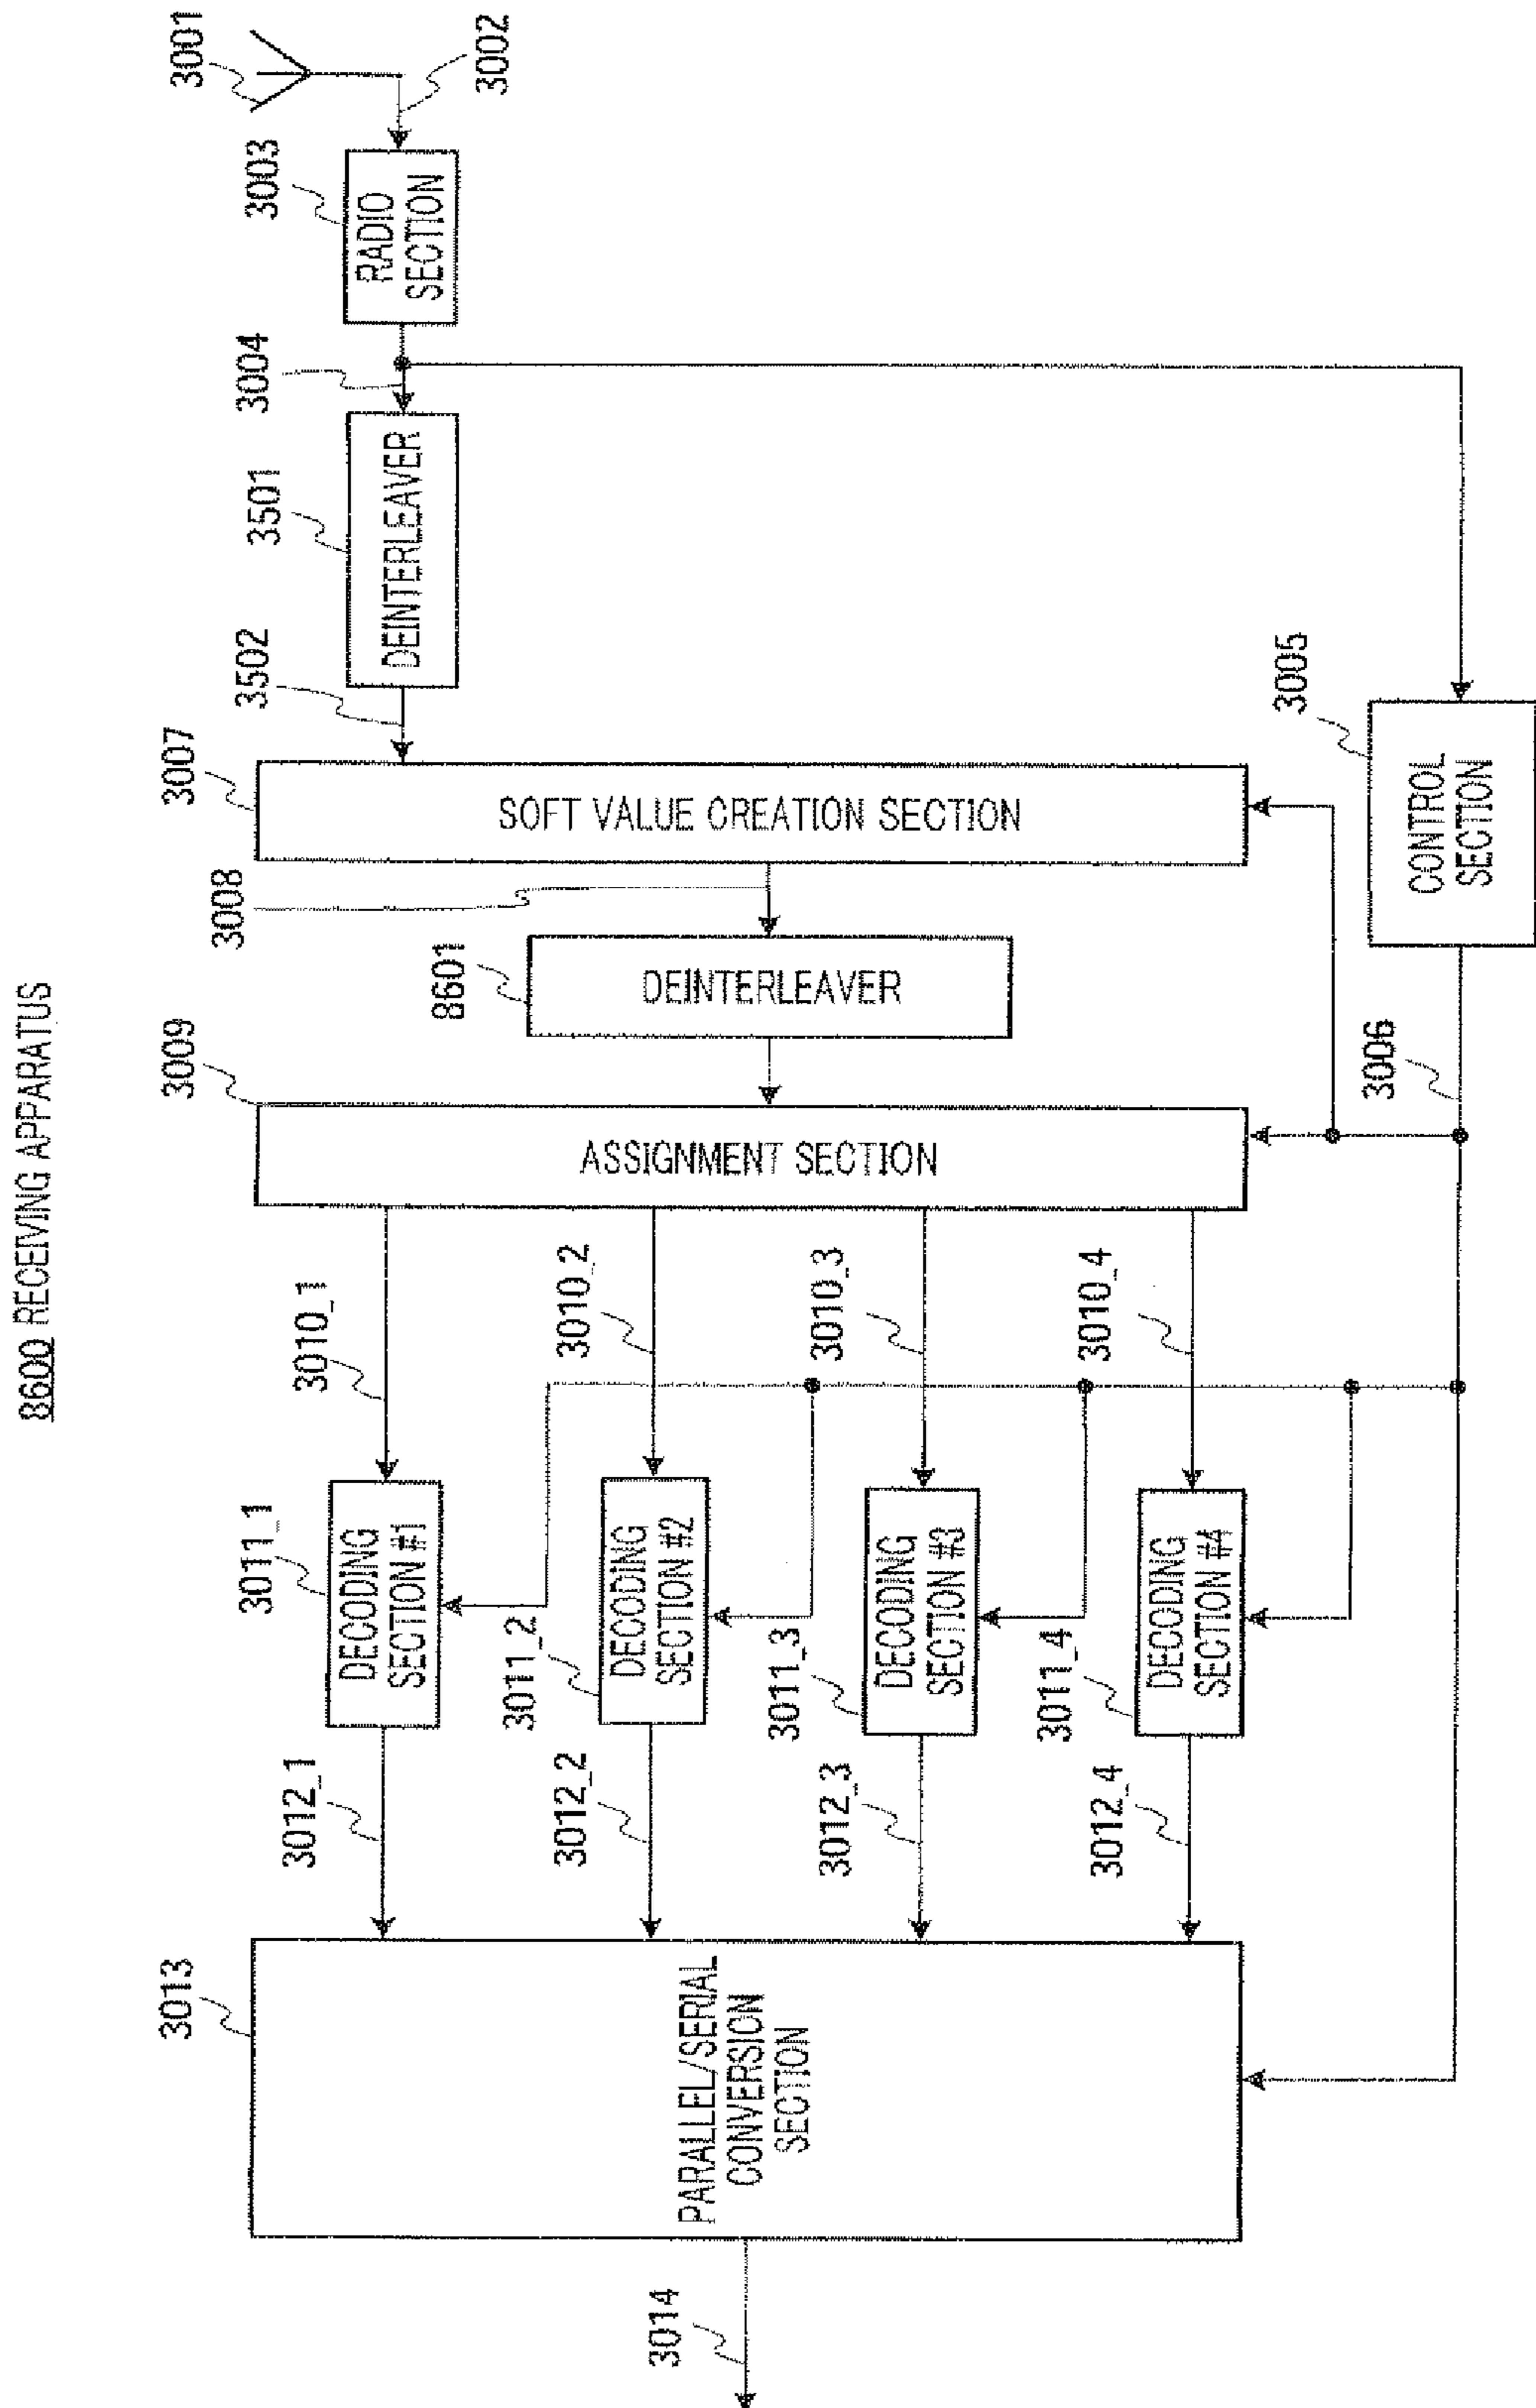 8600 RECEIVING APPARATUS
3001
3002
3003
RADIO
SECTION
3004
3501
DEINTERLEAVER
3502
3005
CONTROL
SECTION
3006
3007
SOFT VALUE CREATION SECTION
3008
8601
DEINTERLEAVER
3009
ASSIGNMENT SECTION
3010_1
3010_2
3010_3
3010_4
3011_1
DECODING
SECTION #1
3011_2
DECODING
SECTION #2
3011_3
DECODING
SECTION #3
3011_4
DECODING
SECTION #4
3012_1
3012_2
3012_3
3012_4
3013
PARALLEL/SERIAL
CONVERSION
SECTION
3014